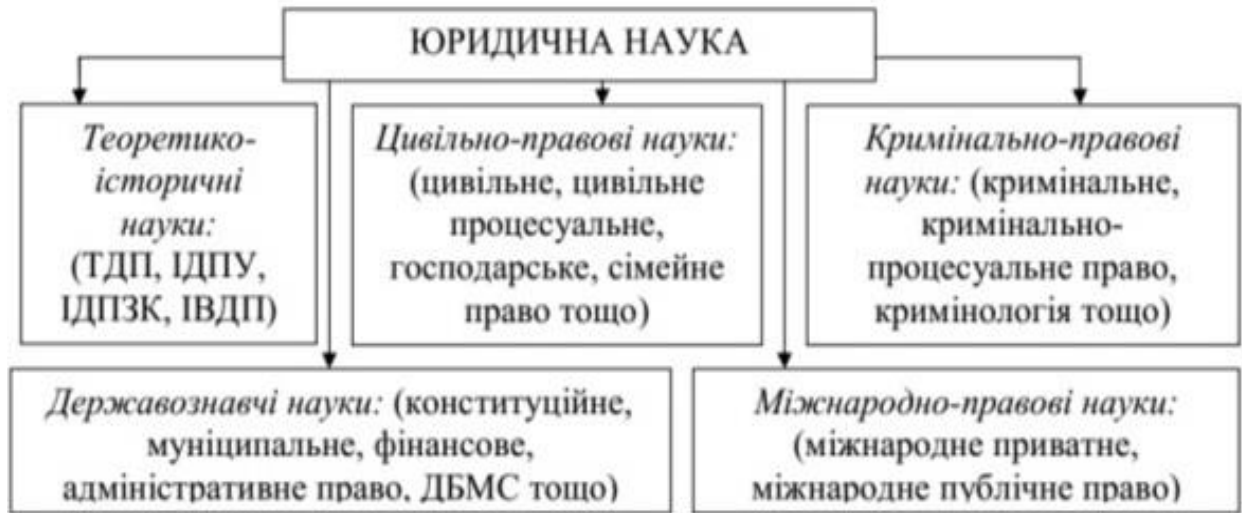 ЮРИДИЧНА НАУКА
Теоретико-
історичні
науки:
(ТДП, ІДПУ,
ІДПЗК, ІВДП)
Цивільно-правові науки:
(цивільне, цивільне
процесуальне,
господарське, сімейне
право тощо)
Кримінально-правові
науки: (кримінальне,
кримінально-
процесуальне право,
кримінологія тощо)
Державознавчі науки: (конституційне,
муніципальне, фінансове,
адміністративне право, ДБМС тощо)
Міжнародно-правові науки:
(міжнародне приватне,
міжнародне публічне право)